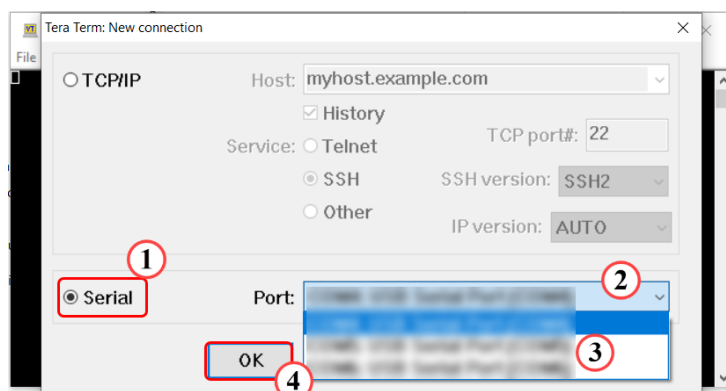 VT
Tera Term: New connection
File
TCP/IP
Host: myhost.example.com
History
Service: Telnet
TCP port#: 22
SSH
SSH version: SSH2
Other
IP version: AUTO
1
2
Serial
Port:
3
OK
4